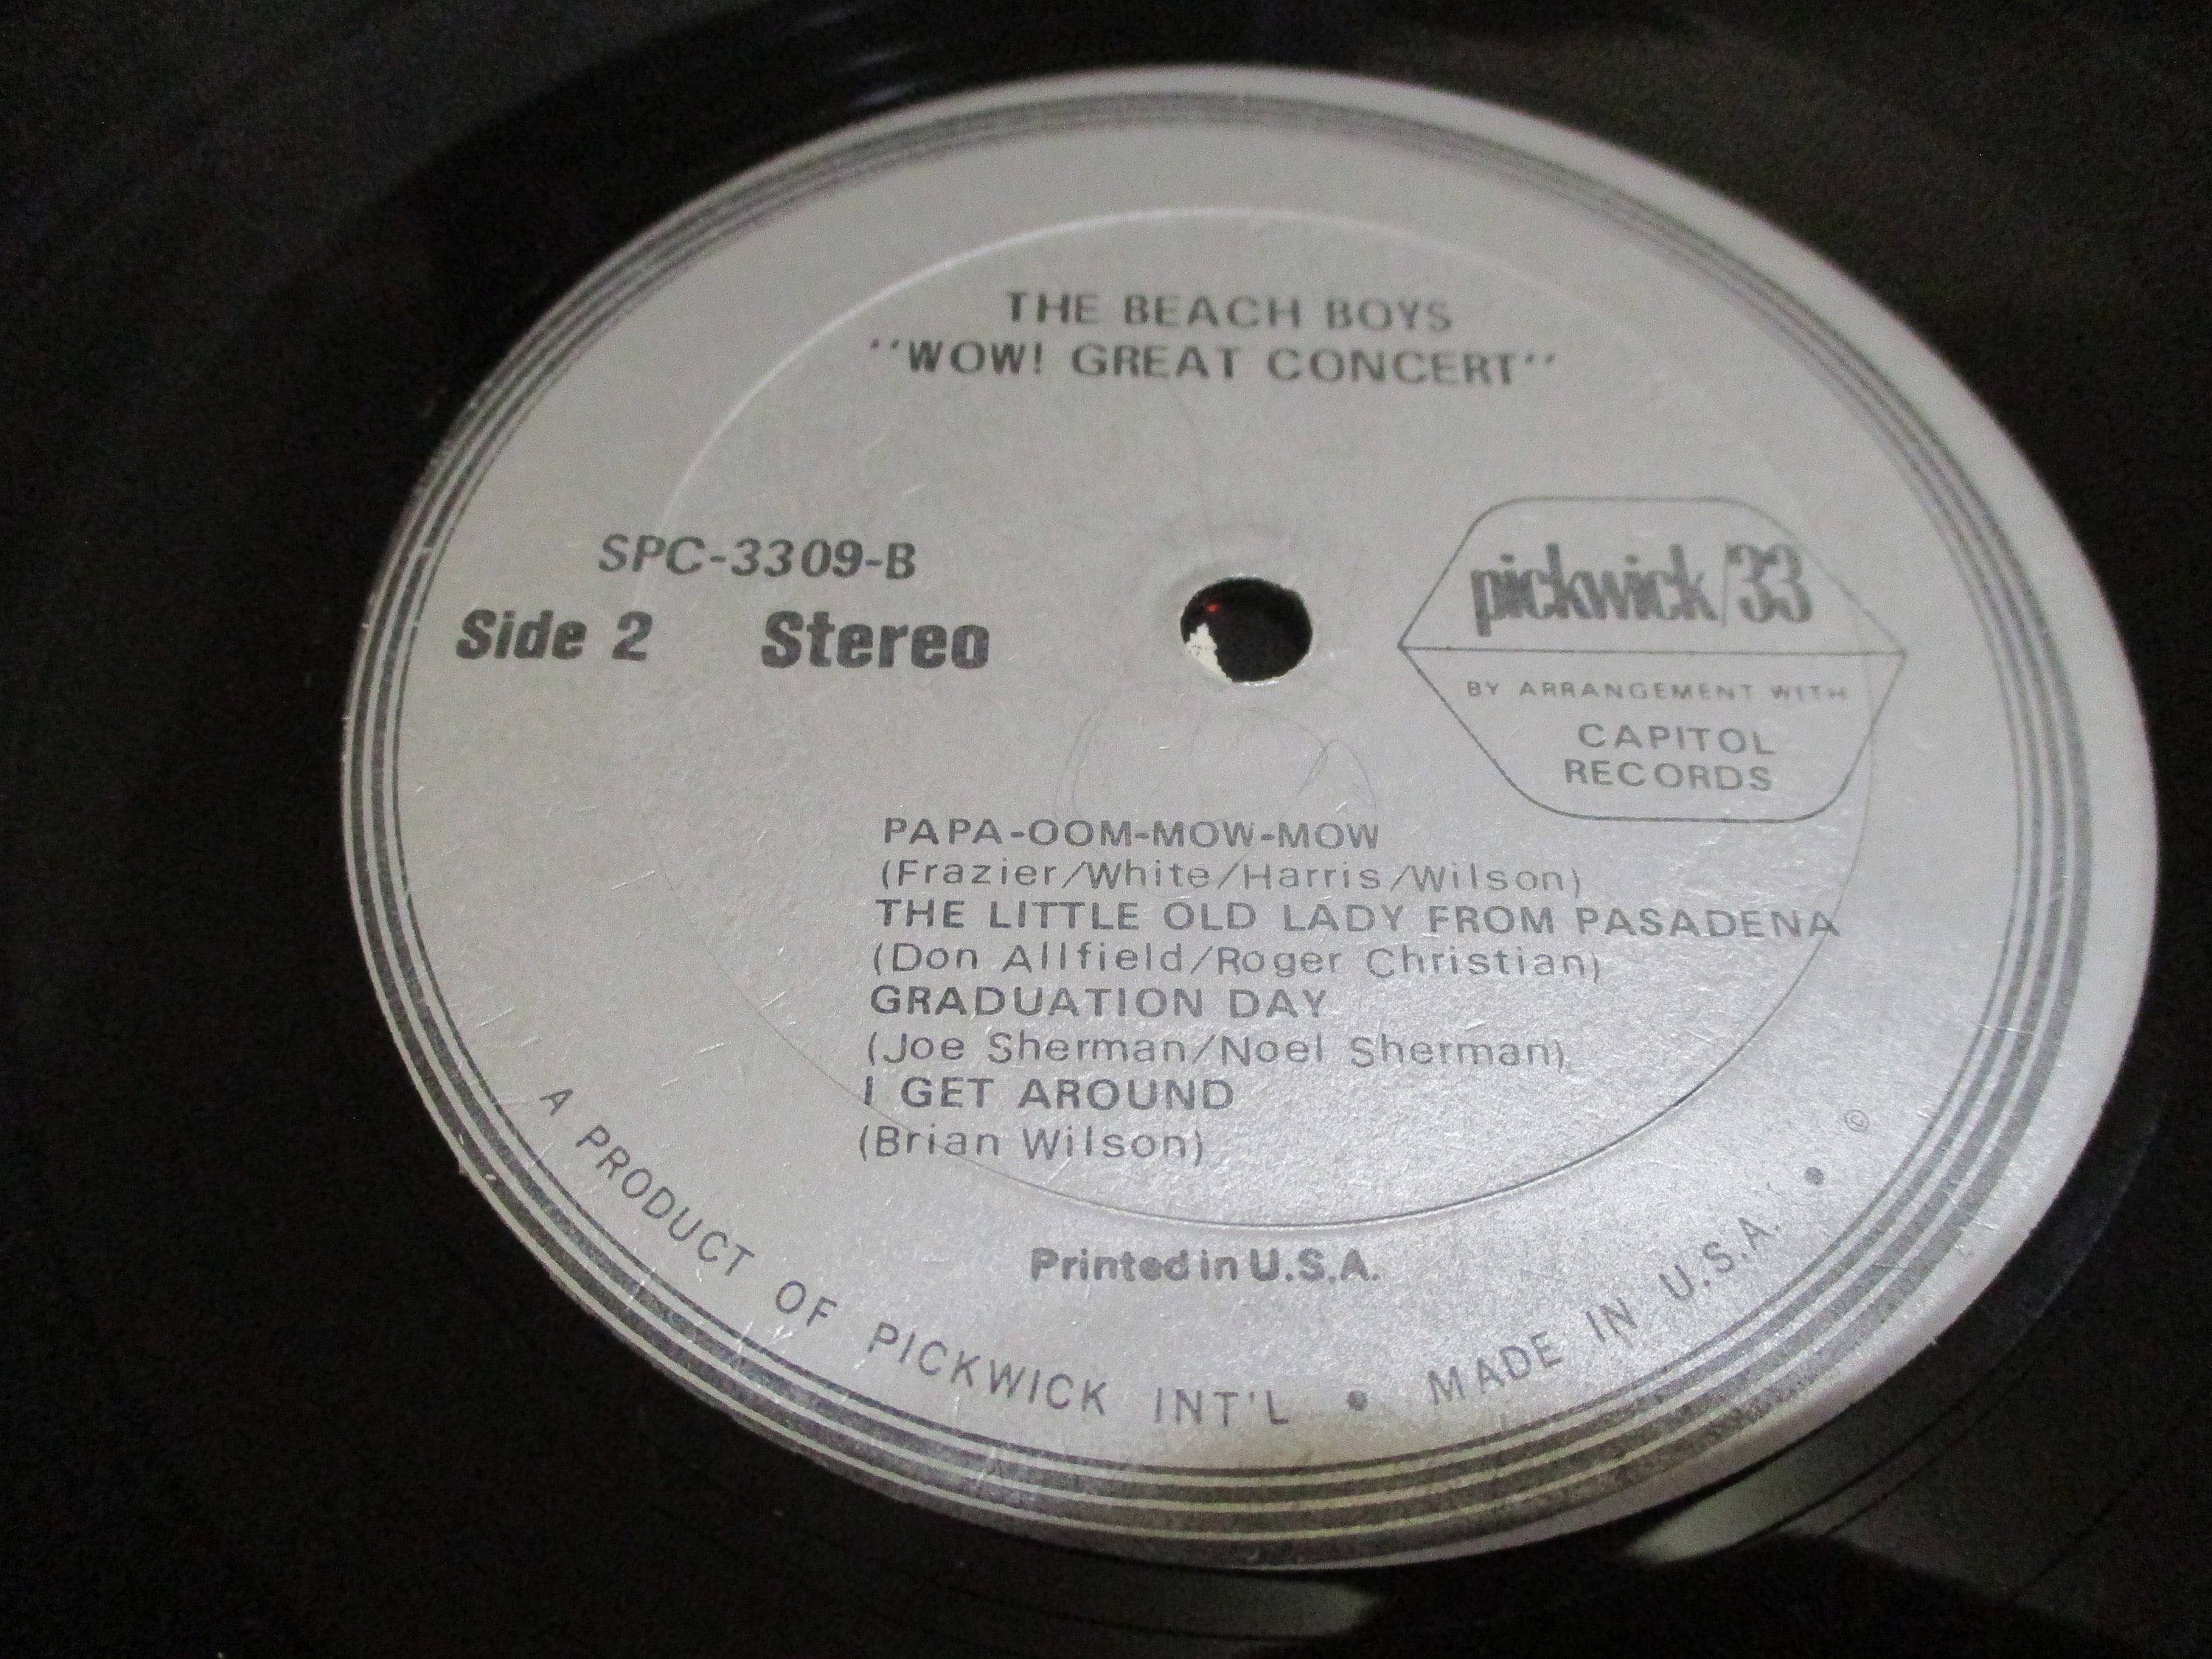 THE BEACH BOYS
"WOW! GREAT CONCERT"
SPC-3309-B
Side 2 Stereo
pickwick/33
BY ARRANGEMENT WITH
CAPITOL
RECORDS
PAPA-OOM-MOW-MOW
(Frazier/White/Harris/Wilson)
THE LITTLE OLD LADY FROM PASADENA
(Don Allfield/Roger Christian)
GRADUATION DAY
(Joe Sherman/Noel Sherman)
I GET AROUND
(Brian Wilson)
Printed in U.S.A.
A PRODUCT OF PICKWICK INT'L • MADE IN U.S.A. • ©